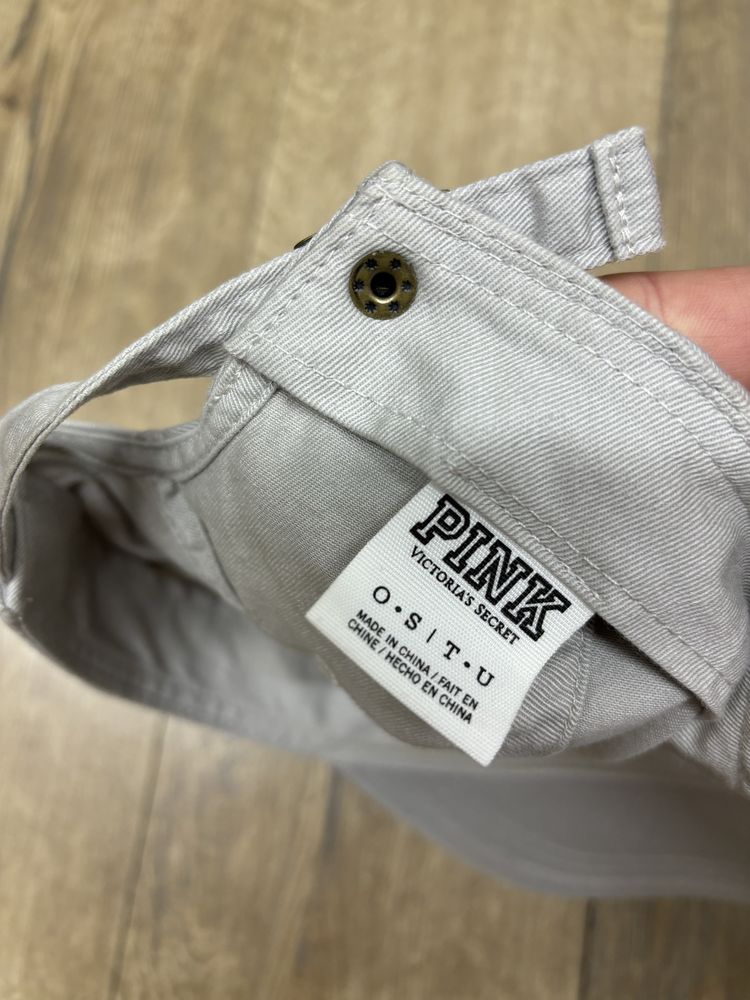 PINK
VICTORIA'S SECRET
O•S | T•U
MADE IN CHINA / FAIT EN
CHINE / HECHO EN CHINA